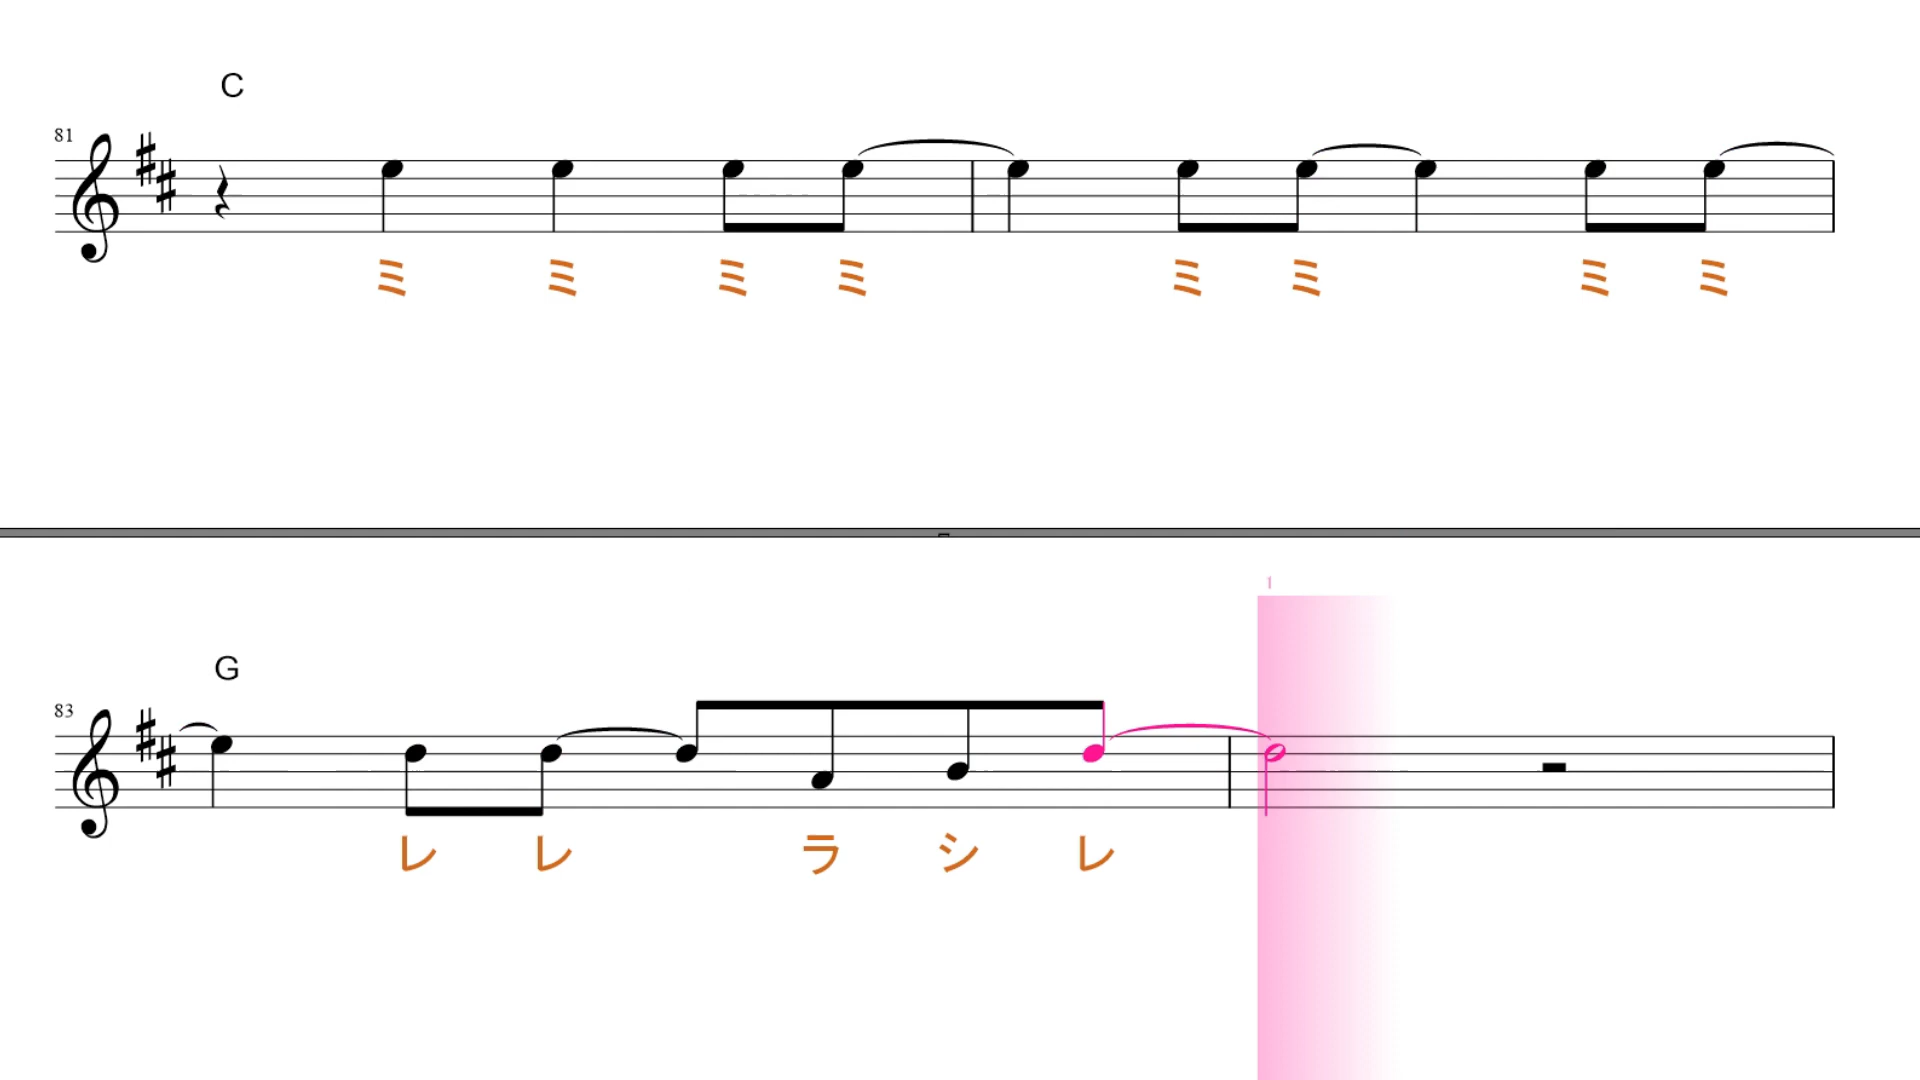 C
81
ミ ミ ミ ミ ミ ミ ミ ミ
1
G
83
レ レ ラ シ レ